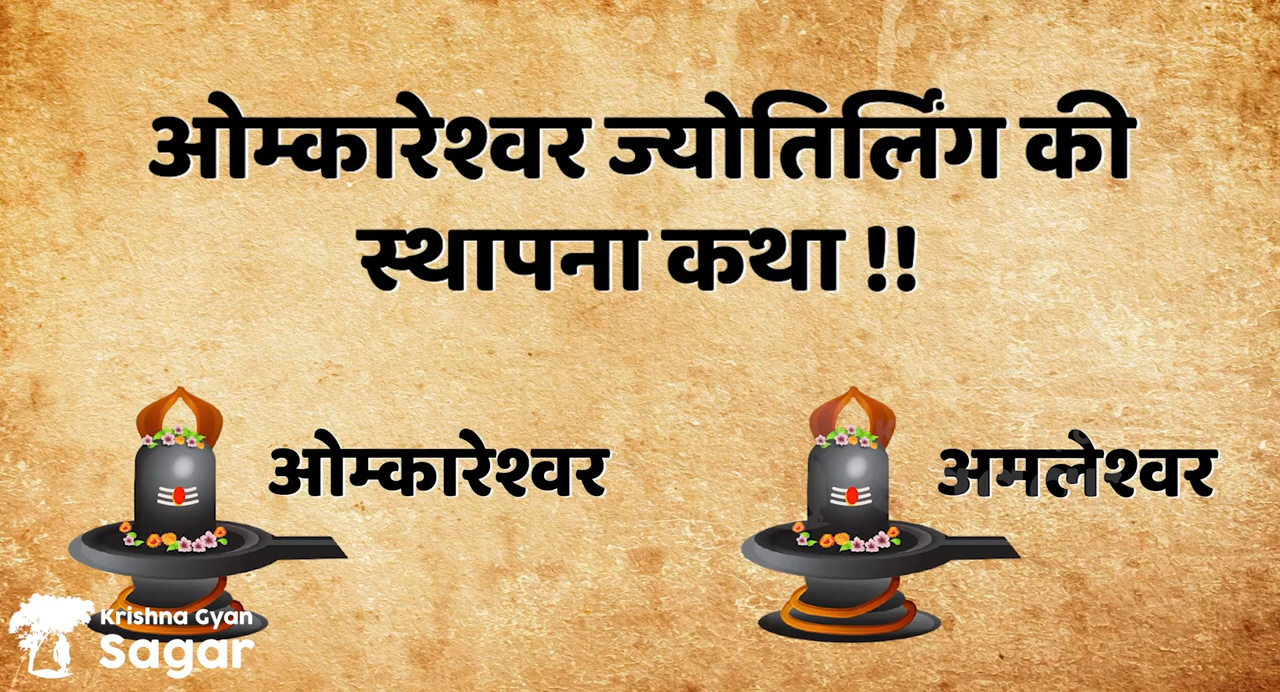 ओम्कारेश्वर ज्योतिर्लिंग की
स्थापना कथा !!
ओम्कारेश्वर
अमलेश्वर
Krishna Gyan
Sagar